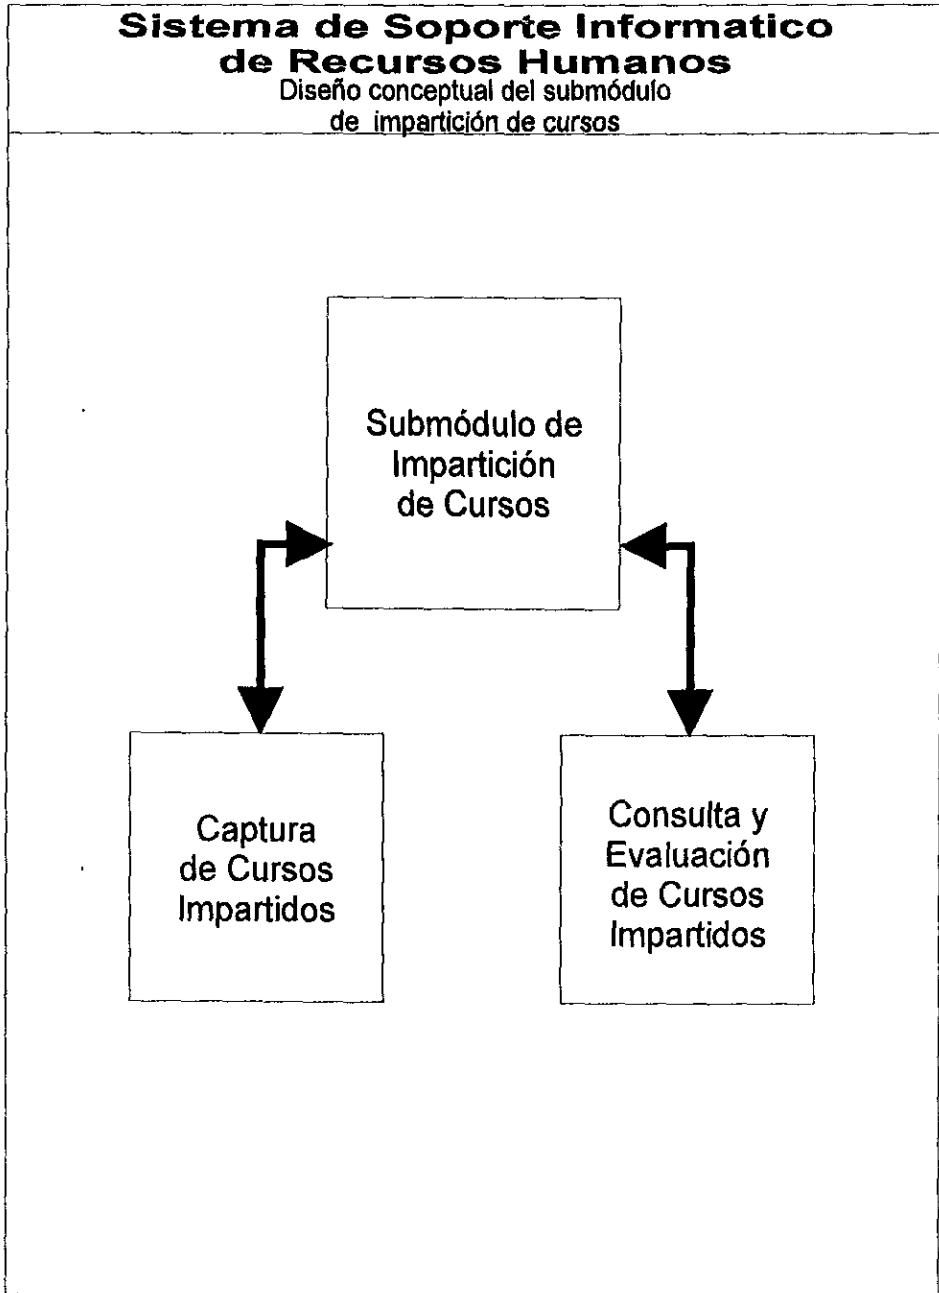 Sistema de Soporte Informatico
de Recursos Humanos
Diseño conceptual del submódulo
de impartición de cursos
Submódulo de
Impartición
de Cursos
Captura
de Cursos
Impartidos
Consulta y
Evaluación
de Cursos
Impartidos